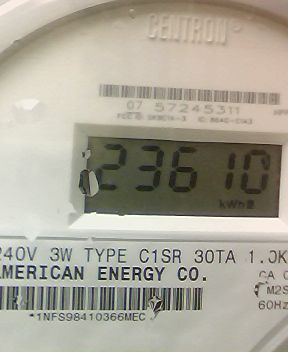 CENTRON®
07 57245311
23610
kWh
240V 3W TYPE C1SR 30TA 1.0K
AMERICAN ENERGY CO.
CA
M2S
*1NFS98410366MEC
60Hz